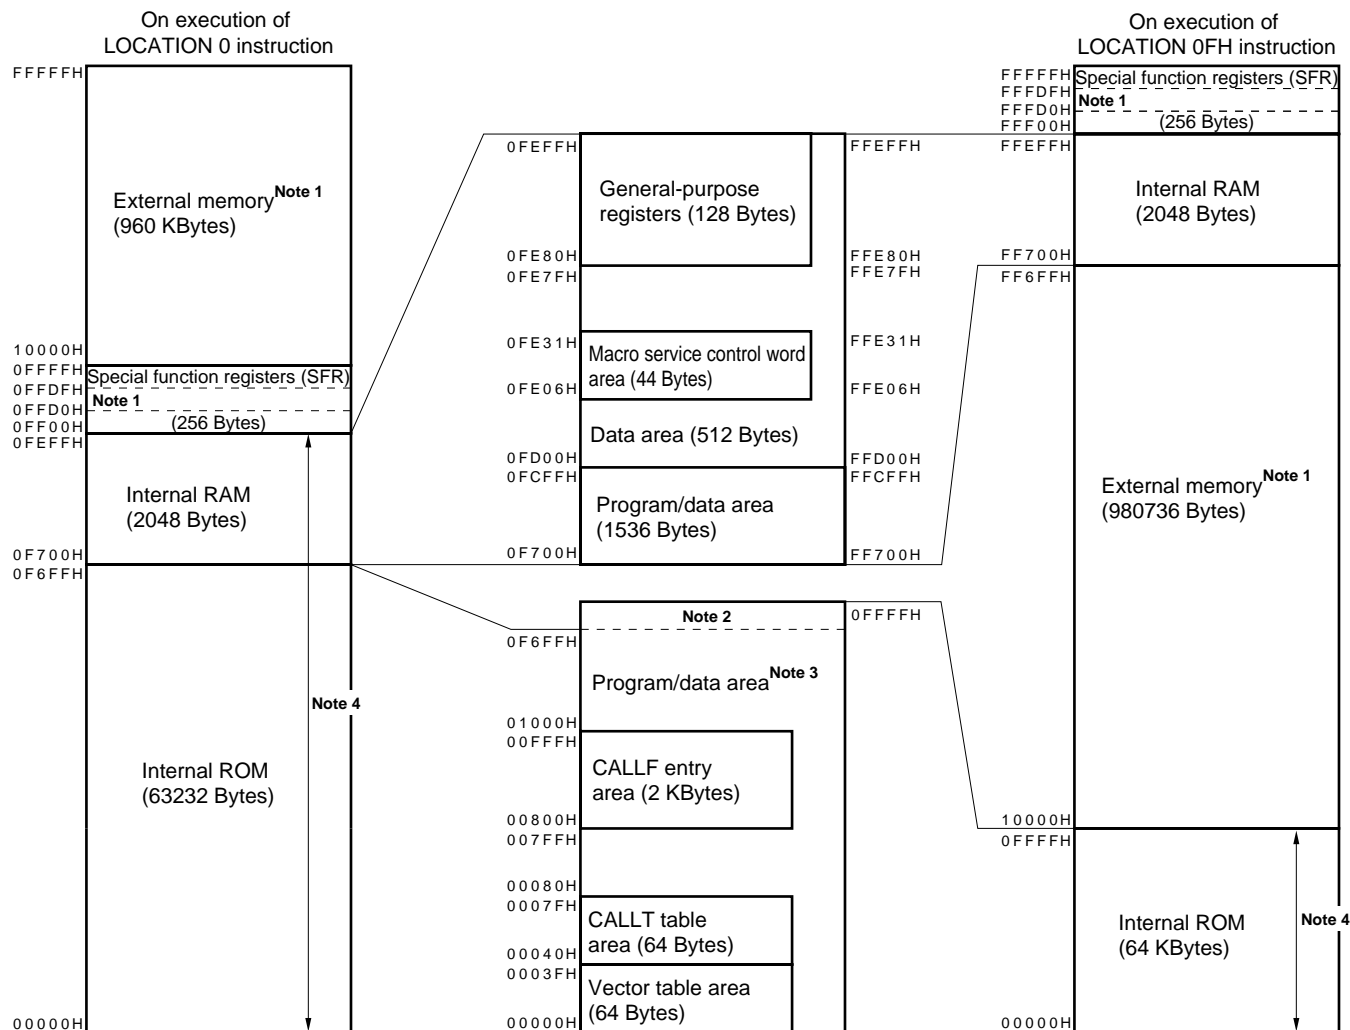 On execution of
LOCATION 0 instruction
FFFFFH
External memory Note 1
(960 KBytes)
10000H
0FFFFH
Special function registers (SFR)
0FFDFH
Note 1
0FFD0H
0FF00H
(256 Bytes)
0FEFFH
Internal RAM
(2048 Bytes)
0F700H
0F6FFH
Note 4
Internal ROM
(63232 Bytes)
00000H
0FEFFH
FFEFFH
General-purpose
registers (128 Bytes)
0FE80H
FFE80H
0FE7FH
FFE7FH
0FE31H
FFE31H
Macro service control word
area (44 Bytes)
0FE06H
FFE06H
Data area (512 Bytes)
0FD00H
FFD00H
0FCFFH
FFCFFH
Program/data area
(1536 Bytes)
0F700H
FF700H
Note 2
0FFFFH
0F6FFH
Program/data area Note 3
01000H
00FFFH
CALLF entry
area (2 KBytes)
00800H
007FFH
00080H
0007FH
CALLT table
area (64 Bytes)
00040H
0003FH
Vector table area
(64 Bytes)
00000H
On execution of
LOCATION 0FH instruction
FFFFFH
Special function registers (SFR)
FFFDFH
Note 1
FFFD0H
FFF00H
(256 Bytes)
FFEFFH
Internal RAM
(2048 Bytes)
FF700H
FF6FFH
External memory Note 1
(980736 Bytes)
10000H
0FFFFH
Internal ROM
(64 KBytes)
Note 4
00000H